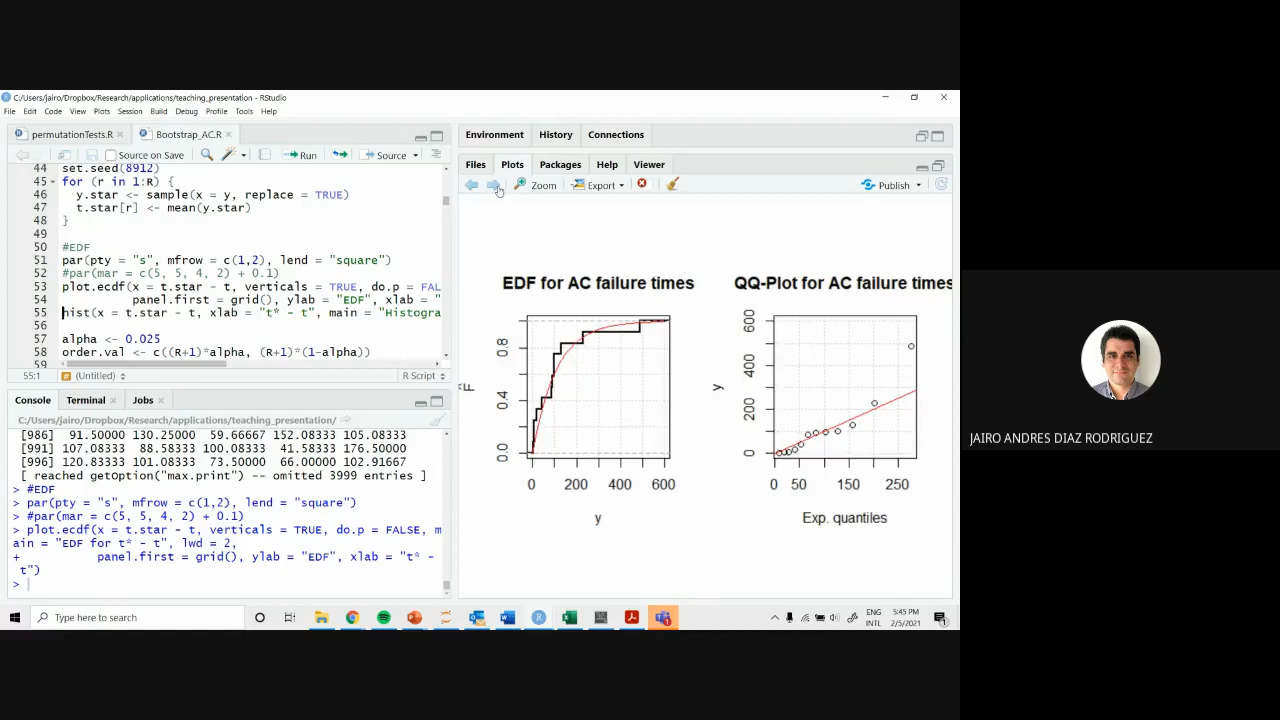 C:/Users/jairo/Dropbox/Research/applications/teaching_presentation - RStudio
File Edit Code View Plots Session Build Debug Profile Tools Help
permutationTests.R Bootstrap_AC.R
Source on Save Run Source
44 set.seed(8912)
45 for (r in 1:R) {
46 y.star <- sample(x = y, replace = TRUE)
47 t.star[r] <- mean(y.star)
48 }
49
50 #EDF
51 par(pty = "s", mfrow = c(1,2), lend = "square")
52 #par(mar = c(5, 5, 4, 2) + 0.1)
53 plot.ecdf(x = t.star - t, verticals = TRUE, do.p = FAL
54 panel.first = grid(), ylab = "EDF", xlab = "
55 hist(x = t.star - t, xlab = "t* - t", main = "Histogra
56
57 alpha <- 0.025
58 order.val <- c((R+1)*alpha, (R+1)*(1-alpha))
59
55:1 (Untitled) R Script
Console Terminal Jobs
C:/Users/jairo/Dropbox/Research/applications/teaching_presentation/
[986] 91.50000 130.25000 59.66667 152.08333 105.08333
[991] 107.08333 88.58333 100.08333 41.58333 176.50000
[996] 120.83333 101.08333 73.50000 66.00000 102.91667
[ reached getOption("max.print") -- omitted 3999 entries ]
> #EDF
> par(pty = "s", mfrow = c(1,2), lend = "square")
> #par(mar = c(5, 5, 4, 2) + 0.1)
> plot.ecdf(x = t.star - t, verticals = TRUE, do.p = FALSE, m
ain = "EDF for t* - t", lwd = 2,
+ panel.first = grid(), ylab = "EDF", xlab = "t* -
t")
>
Environment History Connections
Files Plots Packages Help Viewer
Zoom Export Publish
EDF for AC failure times
0.0 0.4 0.8
0 200 400 600
y
QQ-Plot for AC failure times
y
0 200 400 600
0 50 150 250
Exp. quantiles
Type here to search
ENG
INTL
5:45 PM
2/5/2021
JAIRO ANDRES DIAZ RODRIGUEZ